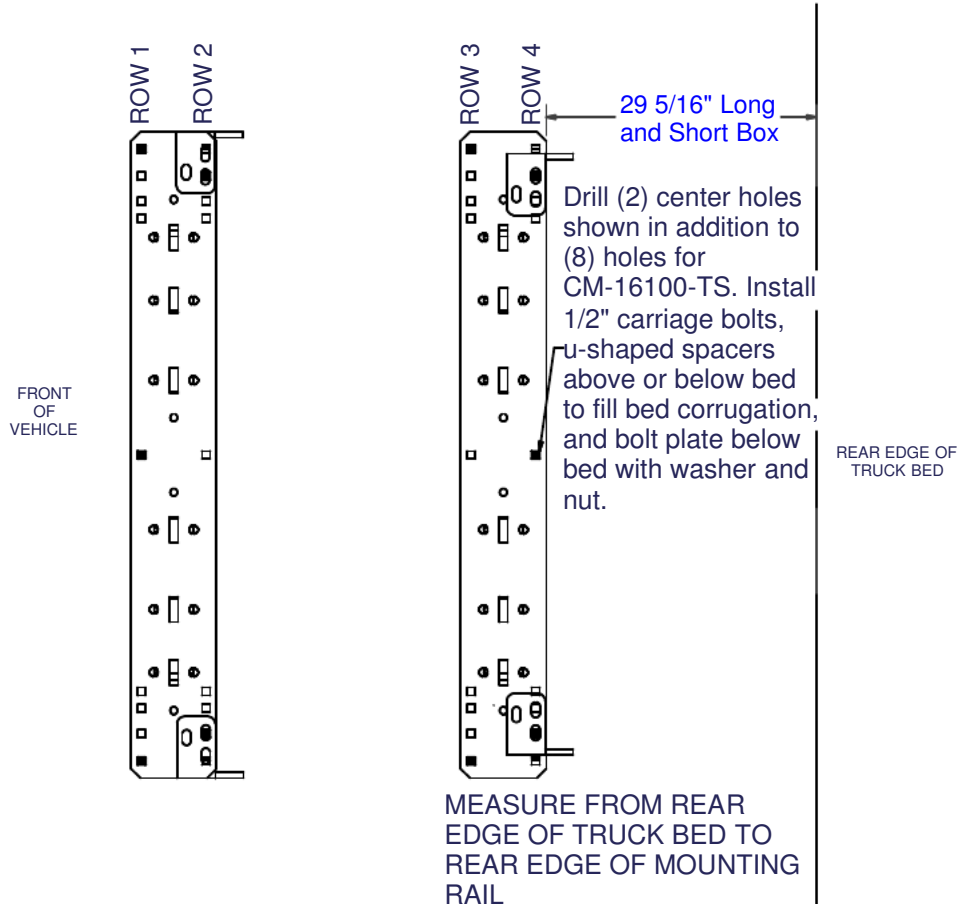 ROW 1
ROW 2
ROW 3
ROW 4
29 5/16" Long
and Short Box
Drill (2) center holes
shown in addition to
(8) holes for
CM-16100-TS. Install
1/2" carriage bolts,
u-shaped spacers
above or below bed
to fill bed corrugation,
and bolt plate below
bed with washer and
nut.
FRONT
OF
VEHICLE
REAR EDGE OF
TRUCK BED
MEASURE FROM REAR
EDGE OF TRUCK BED TO
REAR EDGE OF MOUNTING
RAIL